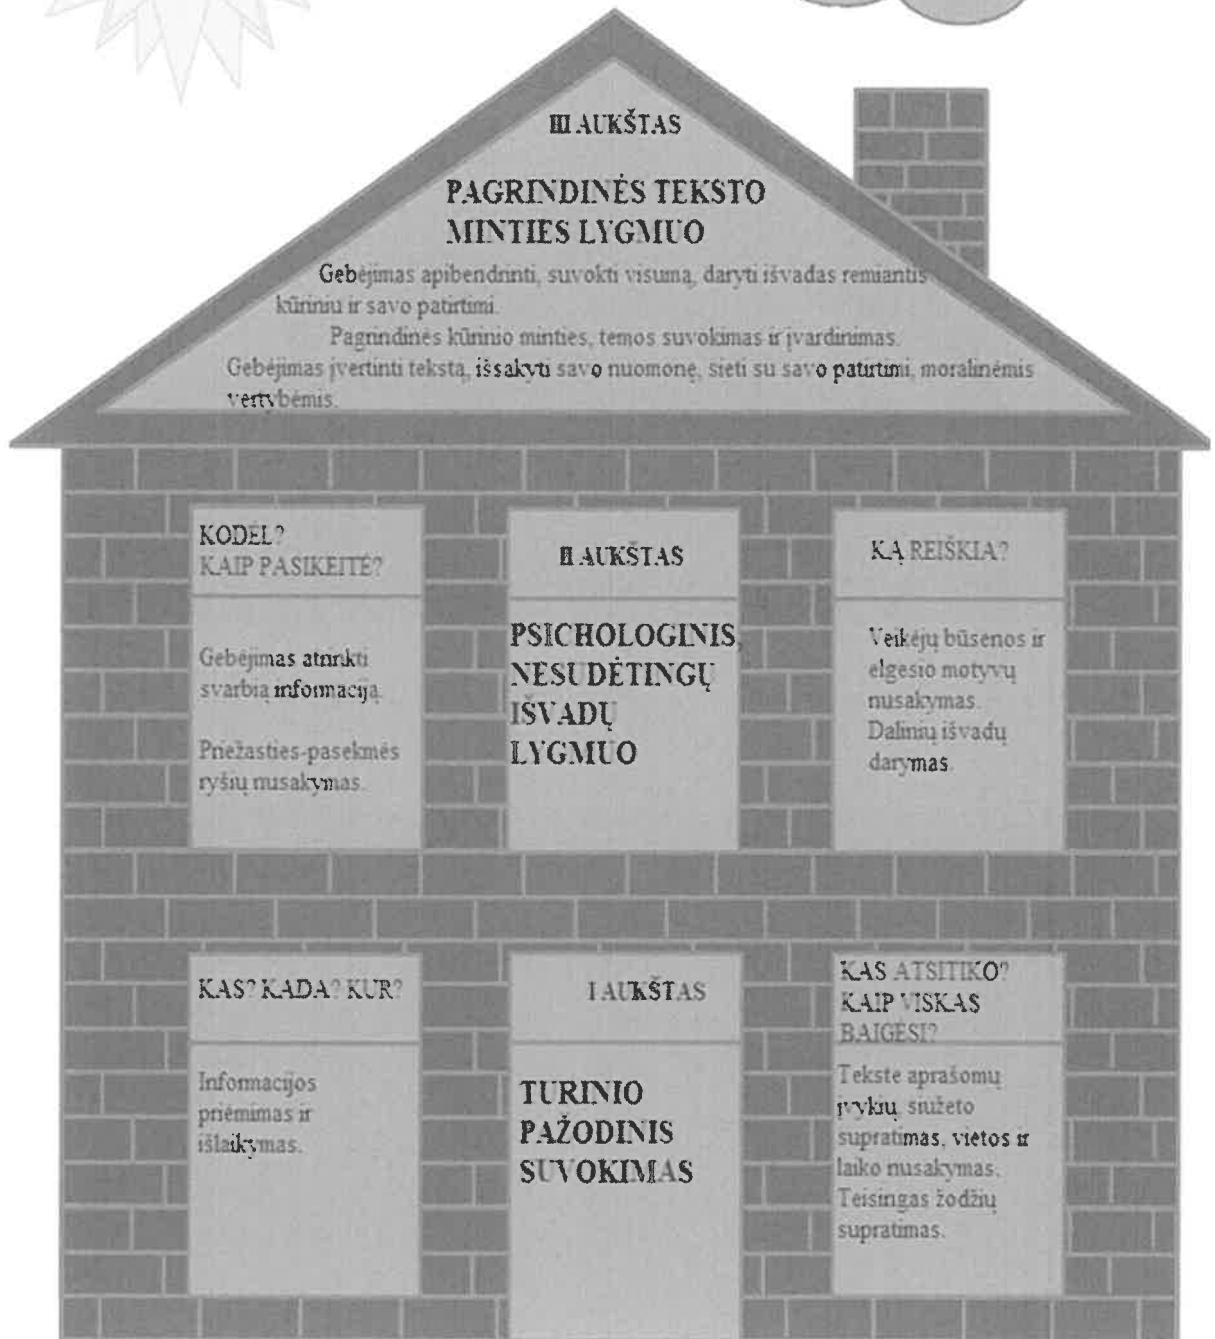 III AUKŠTAS
PAGRINDINĖS TEKSTO
MINTIES LYGMUO
Gebėjimas apibendrinti, suvokti visumą, daryti išvadas remiantis
kūriniu ir savo patirtimi.
Pagrindinės kūrinio minties, temos suvokimas ir įvardinimas.
Gebėjimas įvertinti tekstą, išsakyti savo nuomonę, sieti su savo patirtimi, moralinėmis
vertybėmis.
KODĖL?
KAIP PASIKEITĖ?
Gebėjimas atrinkti
svarbią informaciją.
Priežasties-pasekmės
ryšių nusakymas.
II AUKŠTAS
PSICHOLOGINIS,
NESUDĖTINGŲ
IŠVADŲ
LYGMUO
KĄ REIŠKIA?
Veikėjų būsenos ir
elgesio motyvų
nusakymas.
Dalinių išvadų
darymas.
KAS? KADA? KUR?
Informacijos
priėmimas ir
išlaikymas.
I AUKŠTAS
TURINIO
PAŽODINIS
SUVOKIMAS
KAS ATSITIKO?
KAIP VISKAS
BAIGĖSI?
Tekste aprašomų
įvykių, siužeto
supratimas, vietos ir
laiko nusakymas.
Teisingas žodžių
supratimas.